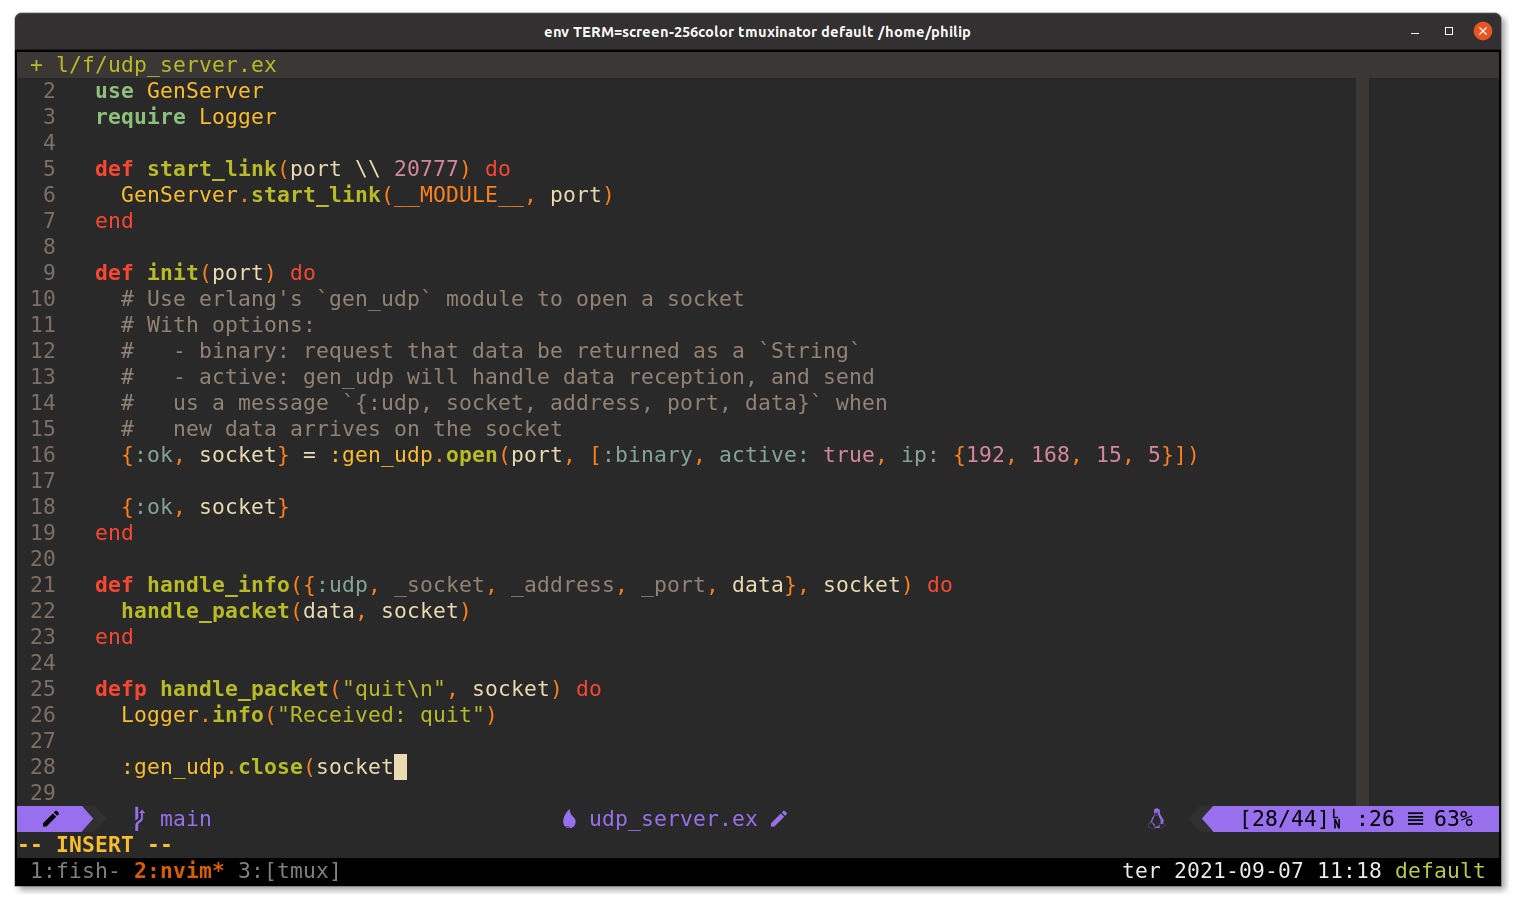 env TERM=screen-256color tmuxinator default /home/philip
+ l/f/udp_server.ex
2   use GenServer
3   require Logger
4
5   def start_link(port \\ 20777) do
6     GenServer.start_link(__MODULE__, port)
7   end
8
9   def init(port) do
10     # Use erlang's `gen_udp` module to open a socket
11     # With options:
12     #   - binary: request that data be returned as a `String`
13     #   - active: gen_udp will handle data reception, and send
14     #   us a message `{:udp, socket, address, port, data}` when
15     #   new data arrives on the socket
16     {:ok, socket} = :gen_udp.open(port, [:binary, active: true, ip: {192, 168, 15, 5}])
17
18     {:ok, socket}
19   end
20
21   def handle_info({:udp, _socket, _address, _port, data}, socket) do
22     handle_packet(data, socket)
23   end
24
25   defp handle_packet("quit\n", socket) do
26     Logger.info("Received: quit")
27
28     :gen_udp.close(socket
29
main udp_server.ex [28/44] LN :26 63%
-- INSERT --
1:fish- 2:nvim* 3:[tmux] ter 2021-09-07 11:18 default